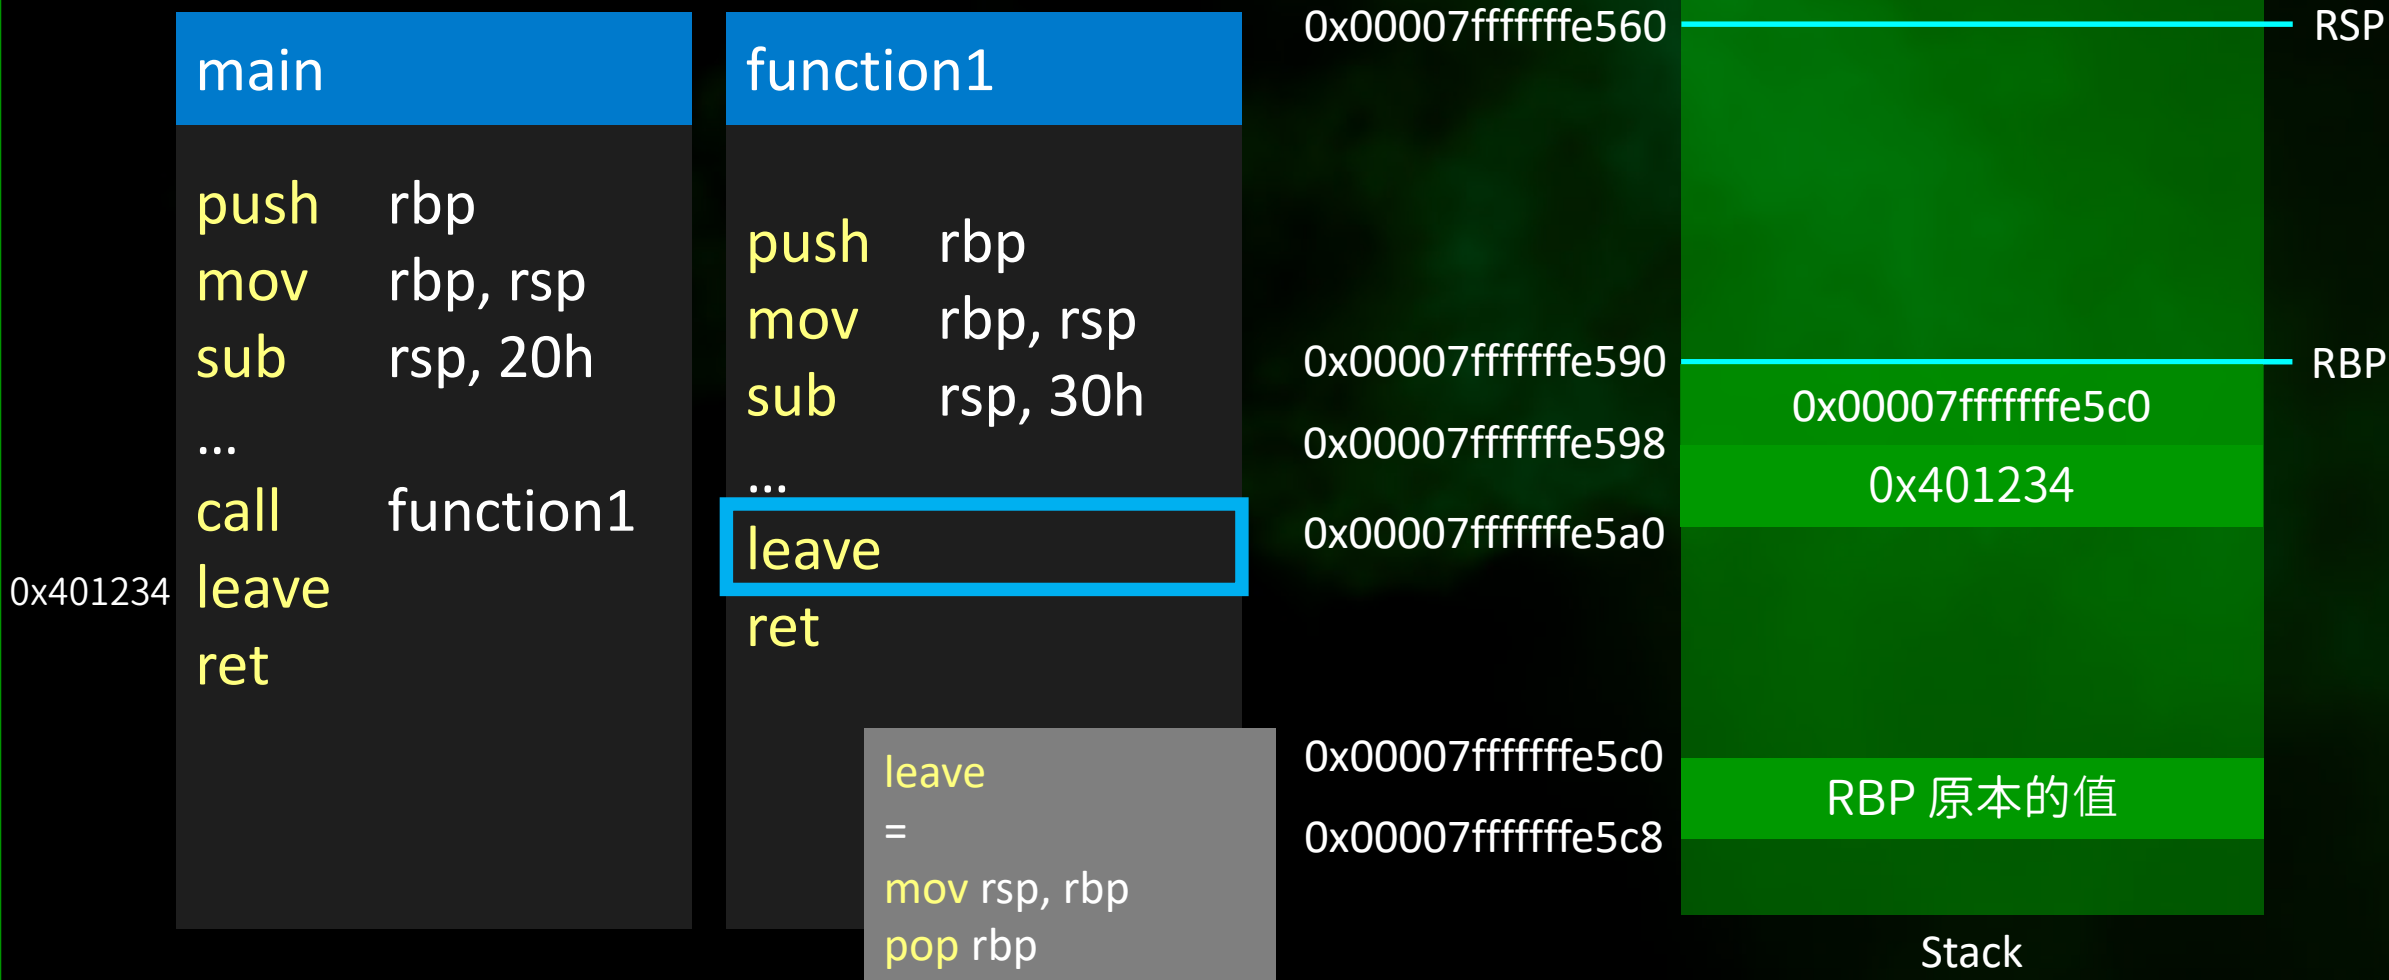 main
push rbp
mov rbp, rsp
sub rsp, 20h
...
call function1
0x401234 leave
ret
function1
push rbp
mov rbp, rsp
sub rsp, 30h
...
leave
ret
leave
=
mov rsp, rbp
pop rbp
0x00007fffffffe560 RSP
0x00007fffffffe590 RBP
0x00007fffffffe5c0
0x00007fffffffe598
0x401234
0x00007fffffffe5a0
0x00007fffffffe5c0
RBP 原本的值
0x00007fffffffe5c8
Stack